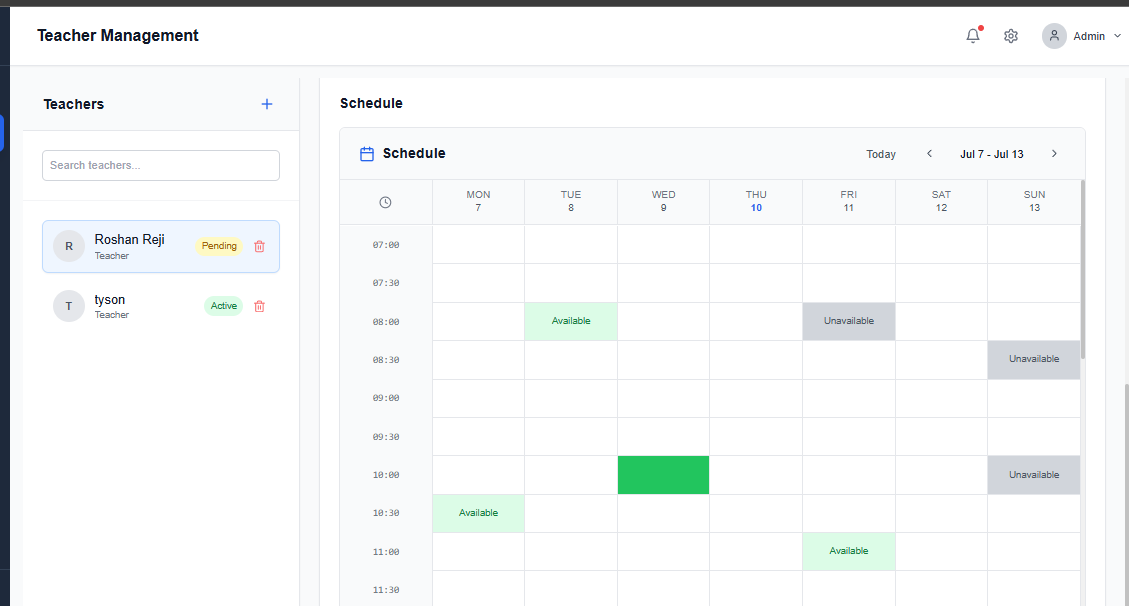 Teacher Management
Admin
Teachers
+
Search teachers...
R
Roshan Reji
Teacher
Pending
T
tyson
Teacher
Active
Schedule
Schedule
Today
Jul 7 - Jul 13
MON TUE WED THU FRI SAT SUN
7 8 9 10 11 12 13
07:00
07:30
08:00 Available Unavailable
08:30 Unavailable
09:00
09:30
10:00 Unavailable
10:30 Available
11:00 Available
11:30